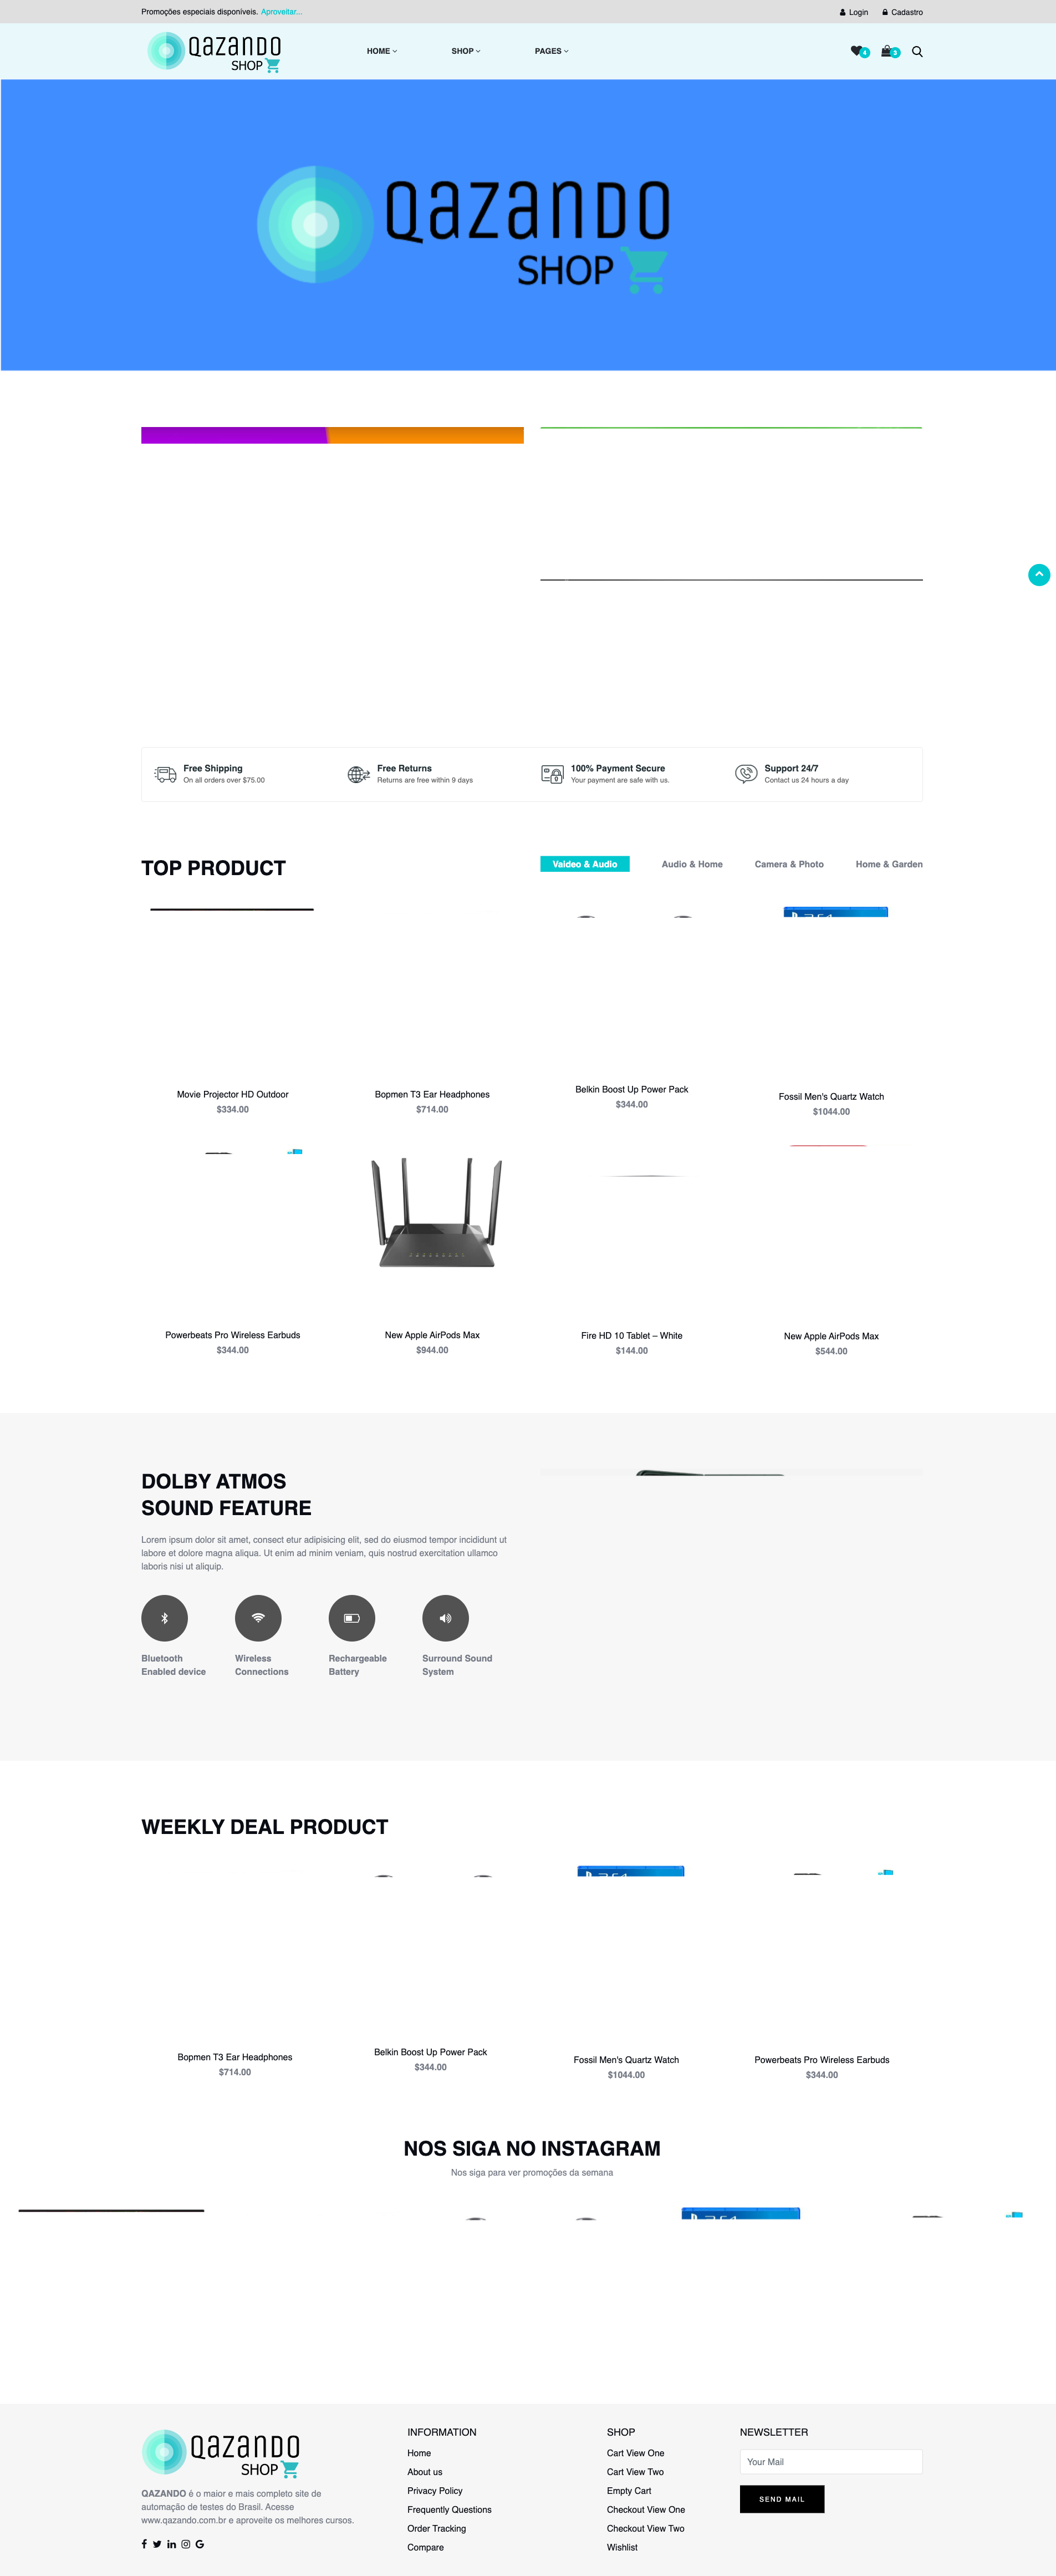 Promoções especiais disponíveis. Aproveitar...
Login
Cadastro
QAZANDO
SHOP
HOME
SHOP
PAGES
4
3
QAZANDO
SHOP
Free Shipping
On all orders over $75.00
Free Returns
Returns are free within 9 days
100% Payment Secure
Your payment are safe with us.
Support 24/7
Contact us 24 hours a day
TOP PRODUCT
Vaideo & Audio
Audio & Home
Camera & Photo
Home & Garden
Movie Projector HD Outdoor
$334.00
Bopmen T3 Ear Headphones
$714.00
Belkin Boost Up Power Pack
$344.00
Fossil Men's Quartz Watch
$1044.00
Powerbeats Pro Wireless Earbuds
$344.00
New Apple AirPods Max
$944.00
Fire HD 10 Tablet – White
$144.00
New Apple AirPods Max
$544.00
DOLBY ATMOS
SOUND FEATURE
Lorem ipsum dolor sit amet, consect etur adipisicing elit, sed do eiusmod tempor incididunt ut
labore et dolore magna aliqua. Ut enim ad minim veniam, quis nostrud exercitation ullamco
laboris nisi ut aliquip.
Bluetooth
Enabled device
Wireless
Connections
Rechargeable
Battery
Surround Sound
System
WEEKLY DEAL PRODUCT
Bopmen T3 Ear Headphones
$714.00
Belkin Boost Up Power Pack
$344.00
Fossil Men's Quartz Watch
$1044.00
Powerbeats Pro Wireless Earbuds
$344.00
NOS SIGA NO INSTAGRAM
Nos siga para ver promoções da semana
QAZANDO
SHOP
QAZANDO é o maior e mais completo site de
automação de testes do Brasil. Acesse
www.qazando.com.br e aproveite os melhores cursos.
INFORMATION
Home
About us
Privacy Policy
Frequently Questions
Order Tracking
Compare
SHOP
Cart View One
Cart View Two
Empty Cart
Checkout View One
Checkout View Two
Wishlist
NEWSLETTER
Your Mail
SEND MAIL